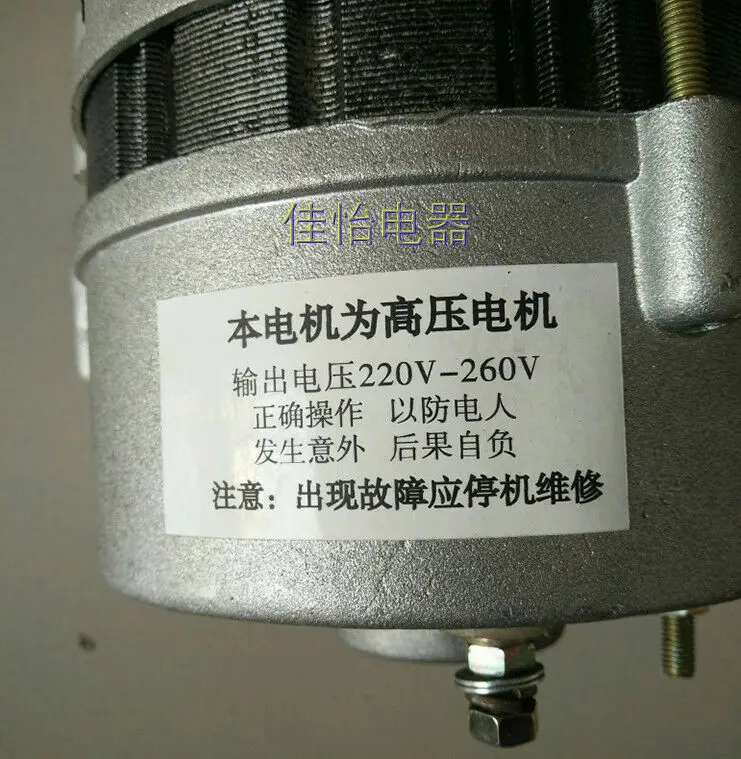 佳怡电器
本电机为高压电机
输出电压220V-260V
正确操作 以防电人
发生意外 后果自负
注意：出现故障应停机维修